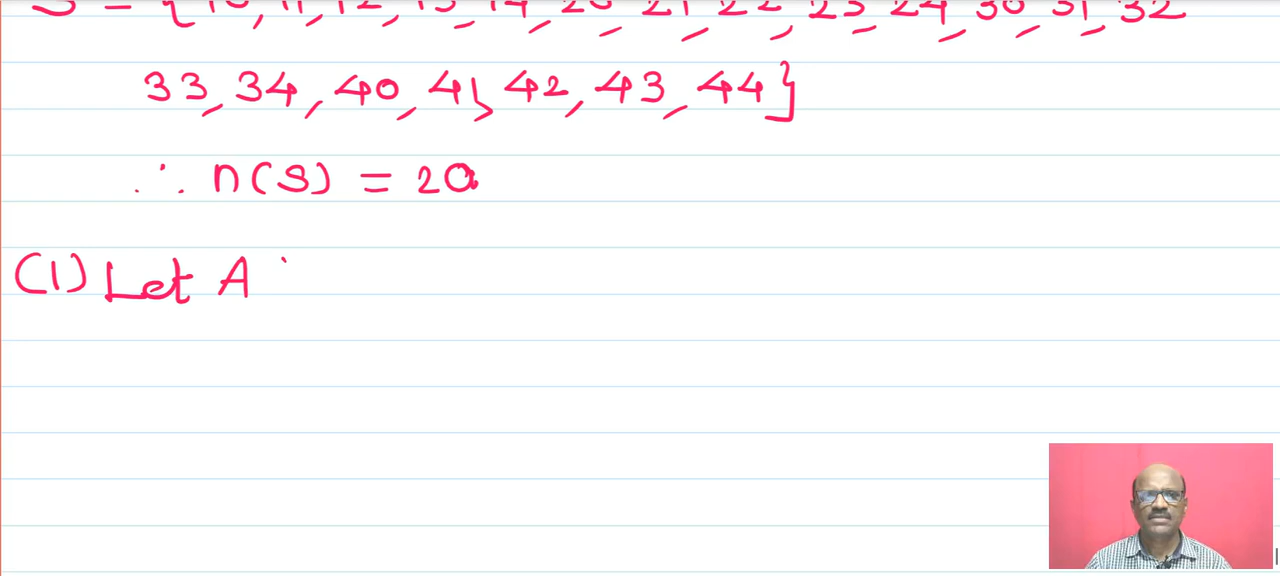 S = {10, 11, 12, 13, 14, 20, 21, 22, 23, 24, 30, 31, 32
33, 34, 40, 41, 42, 43, 44}
∴ n(S) = 20
(1) Let A